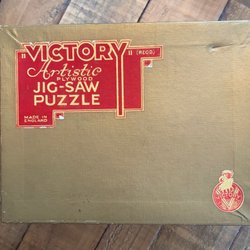 "VICTORY" (REGD)
Artistic
PLYWOOD
JIG-SAW
PUZZLE
MADE IN
ENGLAND